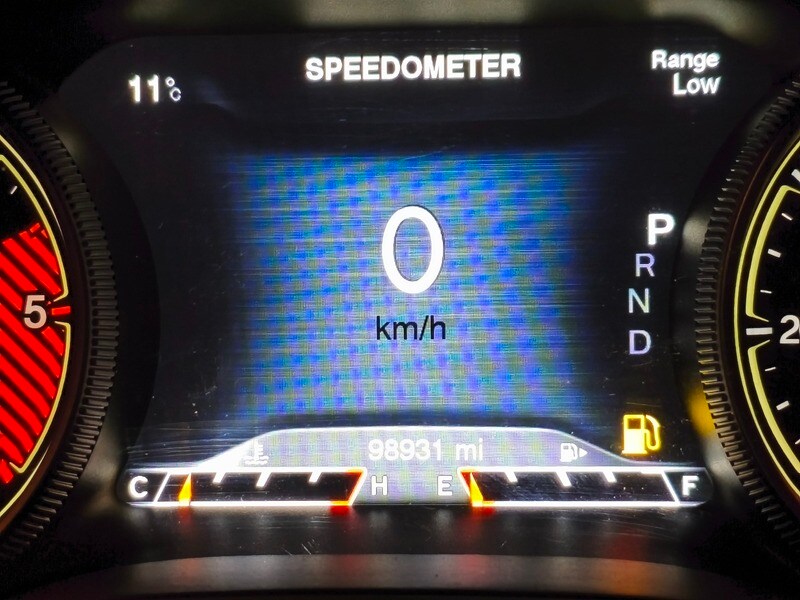 SPEEDOMETER
11°C
Range
Low
0
km/h
P
R
N
D
5
2
98931 mi
C
H
E
F